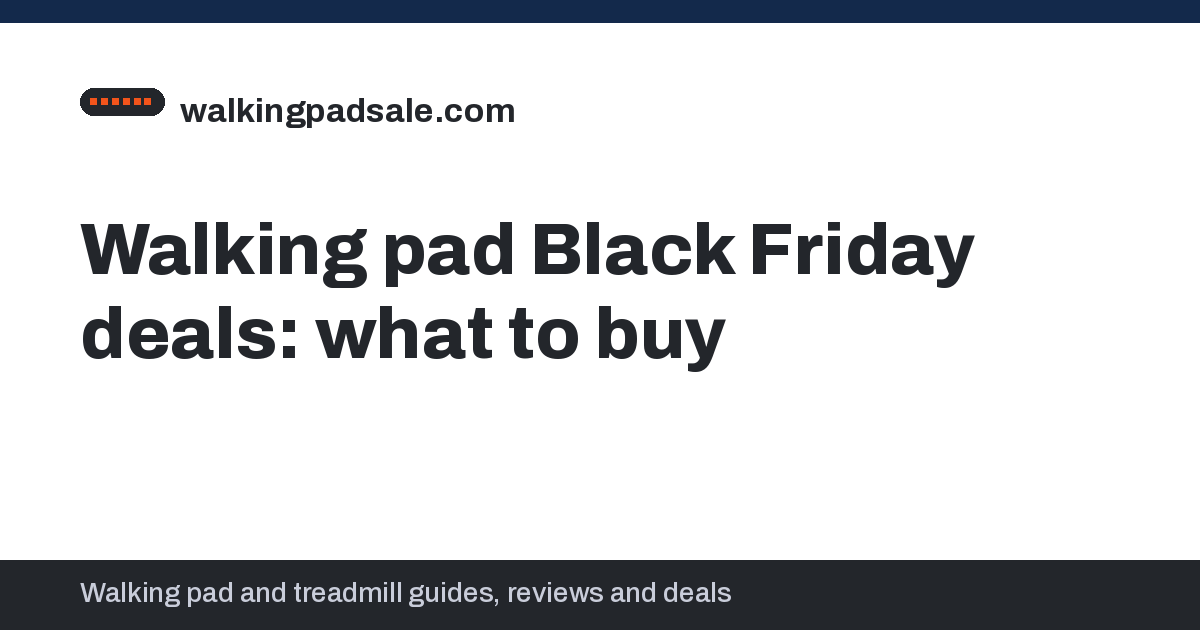 walkingpadsale.com
Walking pad Black Friday
deals: what to buy
Walking pad and treadmill guides, reviews and deals